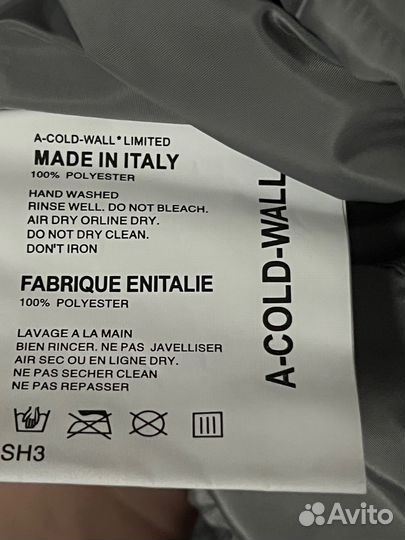 A-COLD-WALL* LIMITED
MADE IN ITALY
100% POLYESTER
HAND WASHED
RINSE WELL. DO NOT BLEACH.
AIR DRY ORLINE DRY.
DO NOT DRY CLEAN.
DON'T IRON
FABRIQUE ENITALIE
100% POLYESTER
LAVAGE A LA MAIN
BIEN RINCER. NE PAS JAVELLISER
AIR SEC OU EN LIGNE DRY.
NE PAS SECHER CLEAN
NE PAS REPASSER
SH3
A-COLD-WALL
Avito